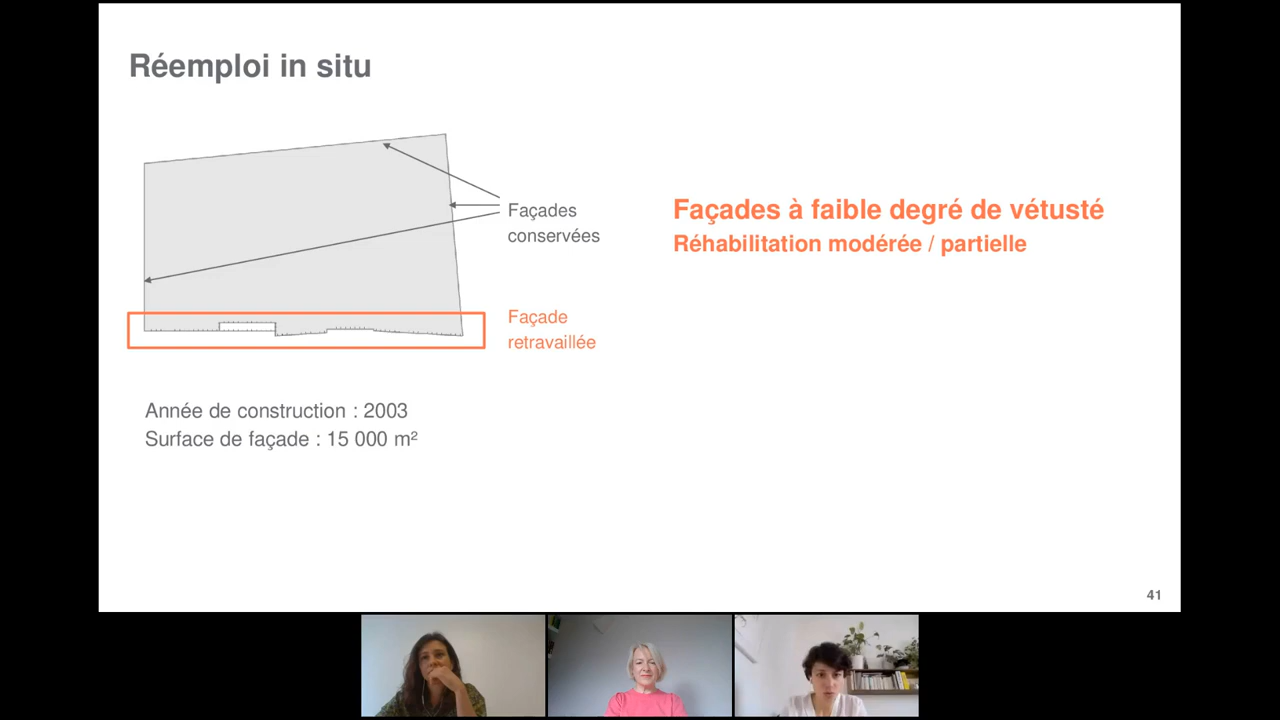 Réemploi in situ
Façades
conservées
Façades à faible degré de vétusté
Réhabilitation modérée / partielle
Façade
retravaillée
Année de construction : 2003
Surface de façade : 15 000 m²
41